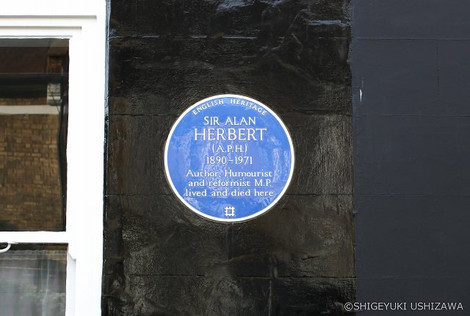 ENGLISH HERITAGE
SIR ALAN
HERBERT
(A.P.H.)
1890-1971
Author, Humourist
and reformist M.P.
lived and died here
©SHIGEYUKI USHIZAWA